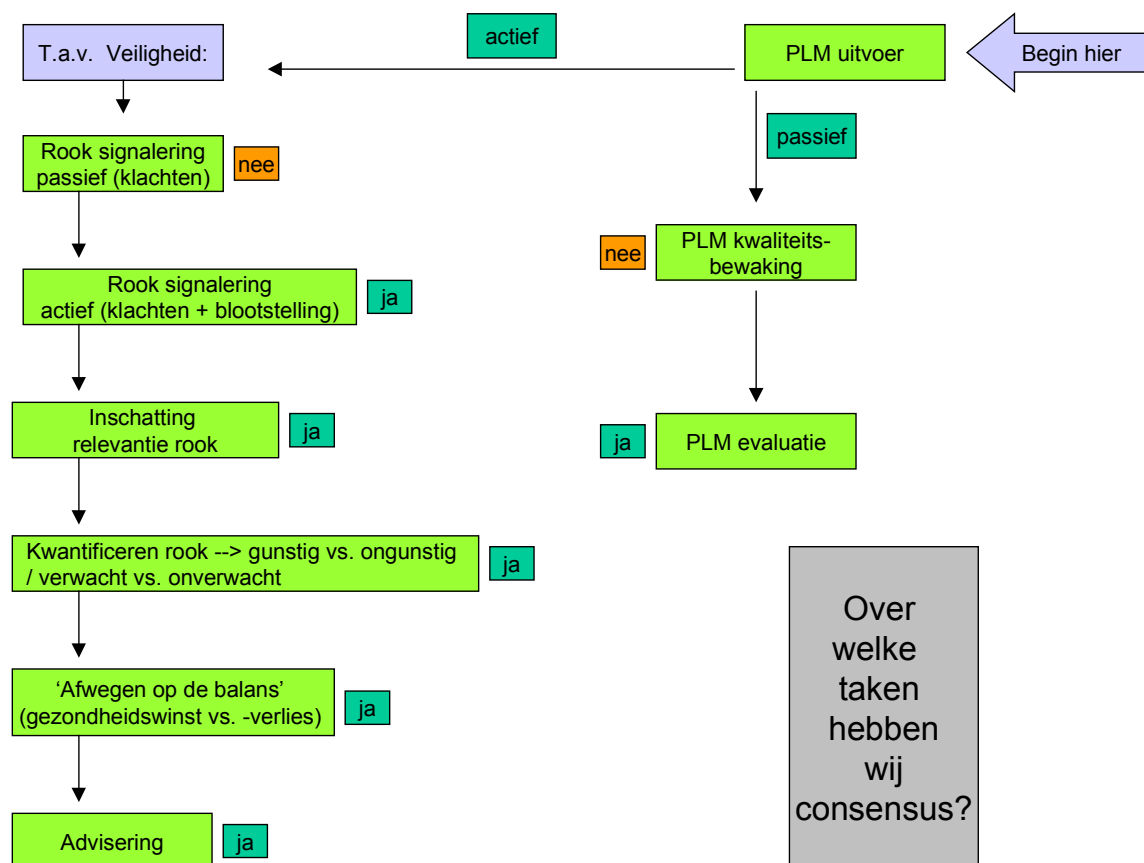 actief
T.a.v. Veiligheid:
PLM uitvoer
Begin hier
passief
Rook signalering
passief (klachten)
nee
nee
PLM kwaliteits-
bewaking
Rook signalering
actief (klachten + blootstelling)
ja
Inschatting
relevantie rook
ja
ja
PLM evaluatie
Kwantificeren rook --> gunstig vs. ongunstig
/ verwacht vs. onverwacht
ja
‘Afwegen op de balans’
(gezondheidswinst vs. -verlies)
ja
Advisering
ja
Over
welke
taken
hebben
wij
consensus?